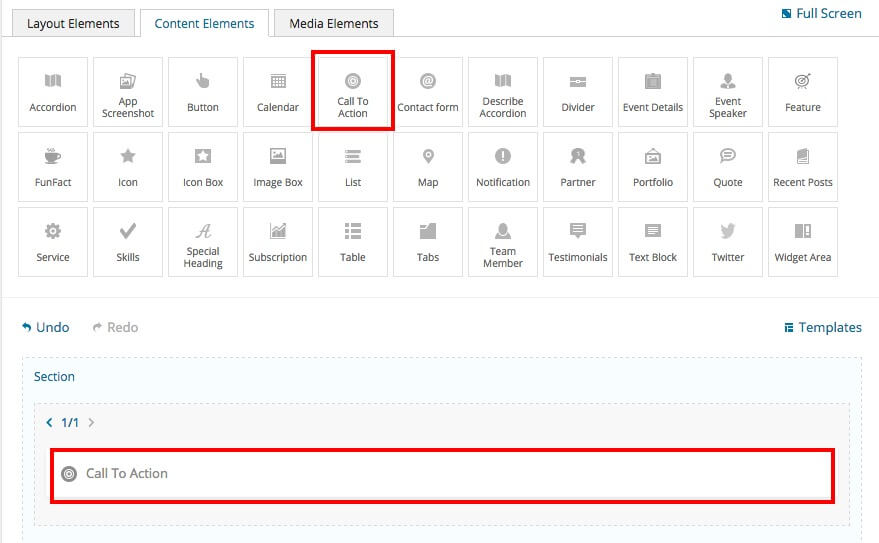 Layout Elements Content Elements Media Elements Full Screen
Accordion App Screenshot Button Calendar Call To Action Contact form Describe Accordion Divider Event Details Event Speaker Feature
FunFact Icon Icon Box Image Box List Map Notification Partner Portfolio Quote Recent Posts
Service Skills Special Heading Subscription Table Tabs Team Member Testimonials Text Block Twitter Widget Area
Undo Redo Templates
Section
1/1
Call To Action